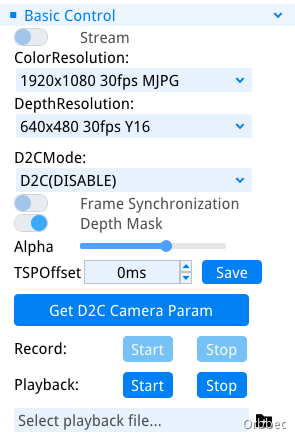 Basic Control
Stream
ColorResolution:
1920x1080 30fps MJPG
DepthResolution:
640x480 30fps Y16
D2CMode:
D2C(DISABLE)
Frame Synchronization
Depth Mask
Alpha
TSPOffset 0ms Save
Get D2C Camera Param
Record: Start Stop
Playback: Start Stop
Select playback file...
Orbbec